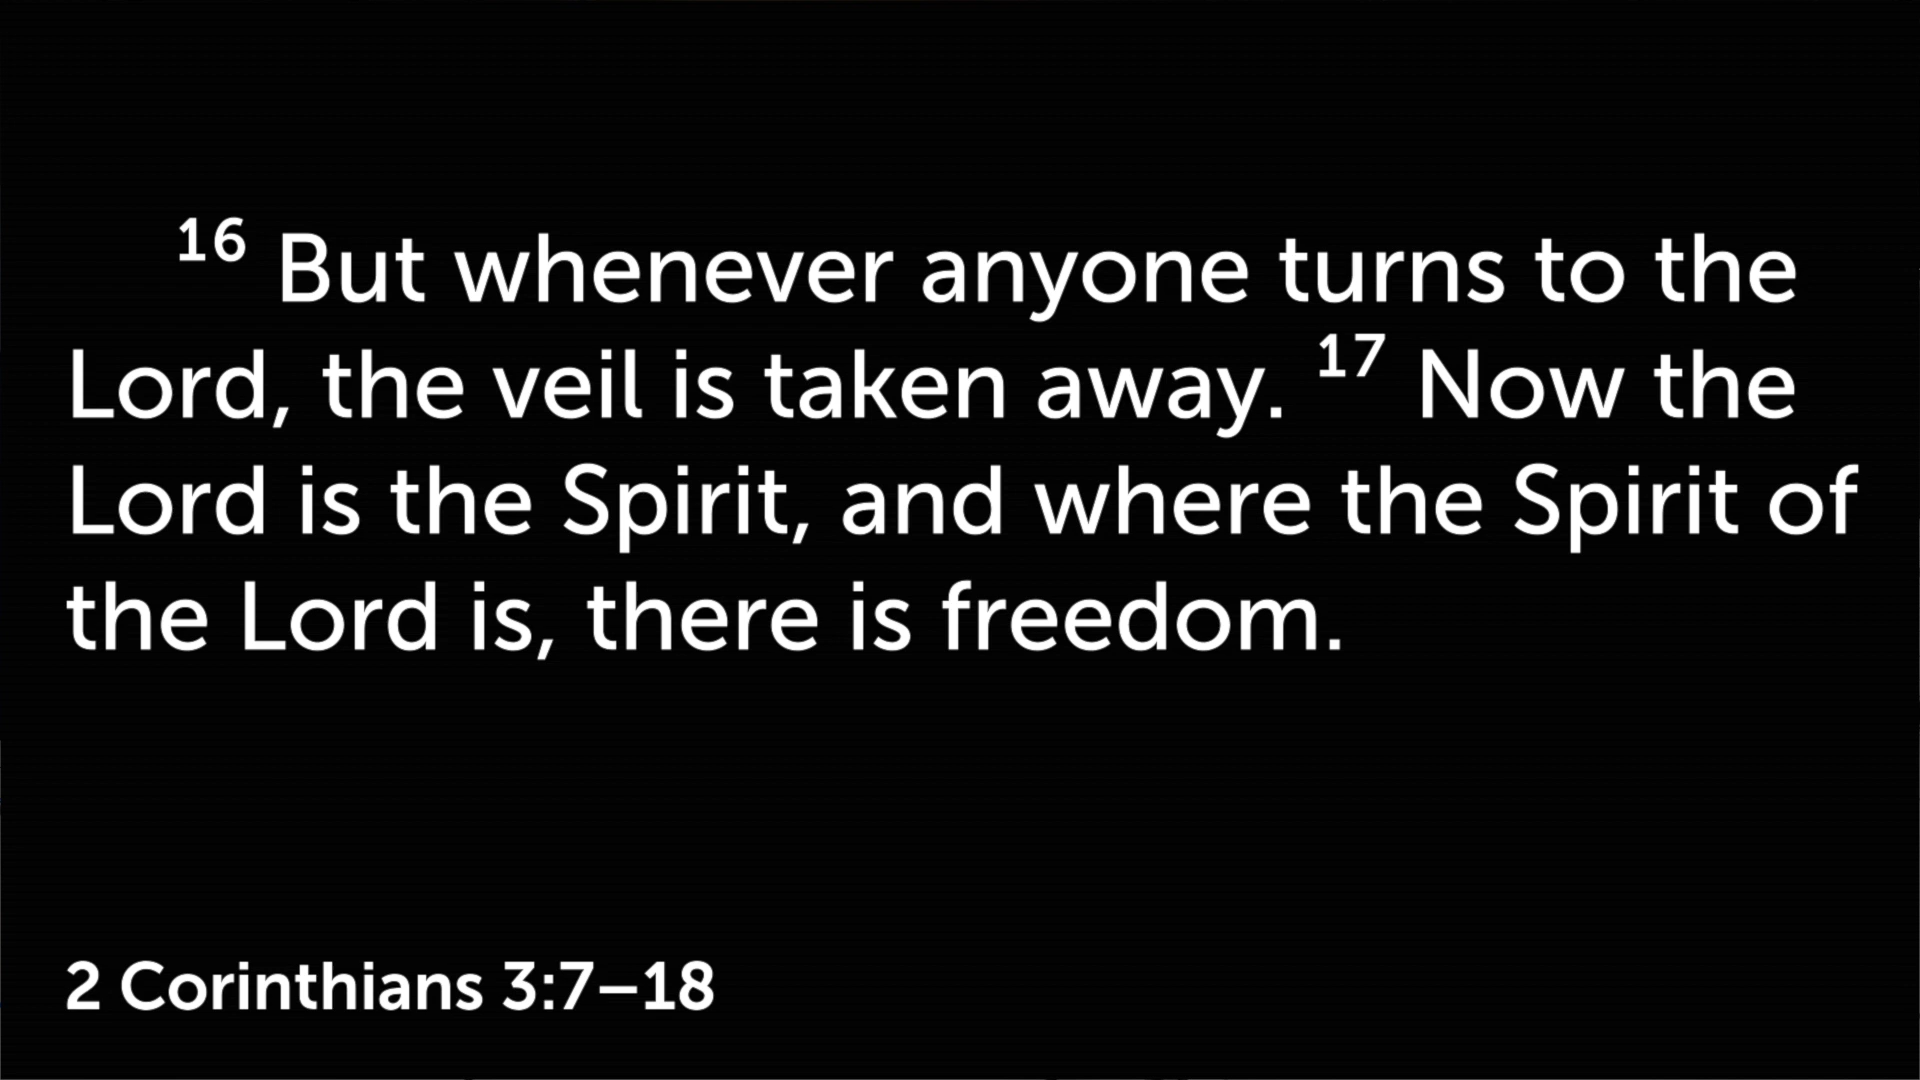 16 But whenever anyone turns to the
Lord, the veil is taken away. 17 Now the
Lord is the Spirit, and where the Spirit of
the Lord is, there is freedom.
2 Corinthians 3:7–18